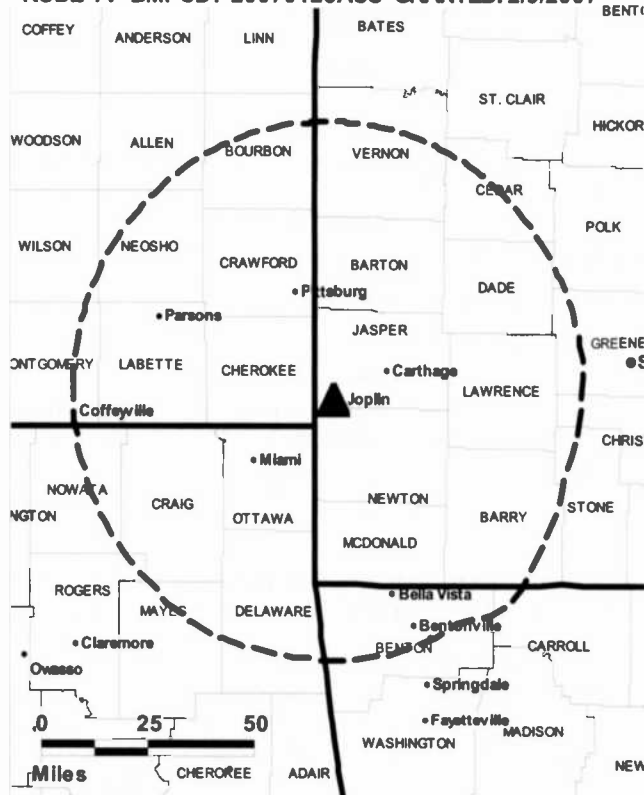 BENTO
COFFEY ANDERSON LINN BATES
ST. CLAIR
HICKOR
WOODSON ALLEN BOURBON VERNON
CEDAR
POLK
WILSON NEOSHO CRAWFORD BARTON
DADE
Pittsburg
Parsons
JASPER
GREENE
ONTGOMERY LABETTE CHEROKEE Carthage
S
LAWRENCE
Joplin
Coffeyville
CHRIS
Miami
NOWATA
NGTON CRAIG OTTAWA NEWTON BARRY STONE
MCDONALD
ROGERS MAYES DELAWARE Bella Vista
Bentonville
Claremore BENTON CARROLL
Owasso
Springdale
.0 25 50
Fayetteville
WASHINGTON MADISON
Miles CHEROKEE ADAIR NEW